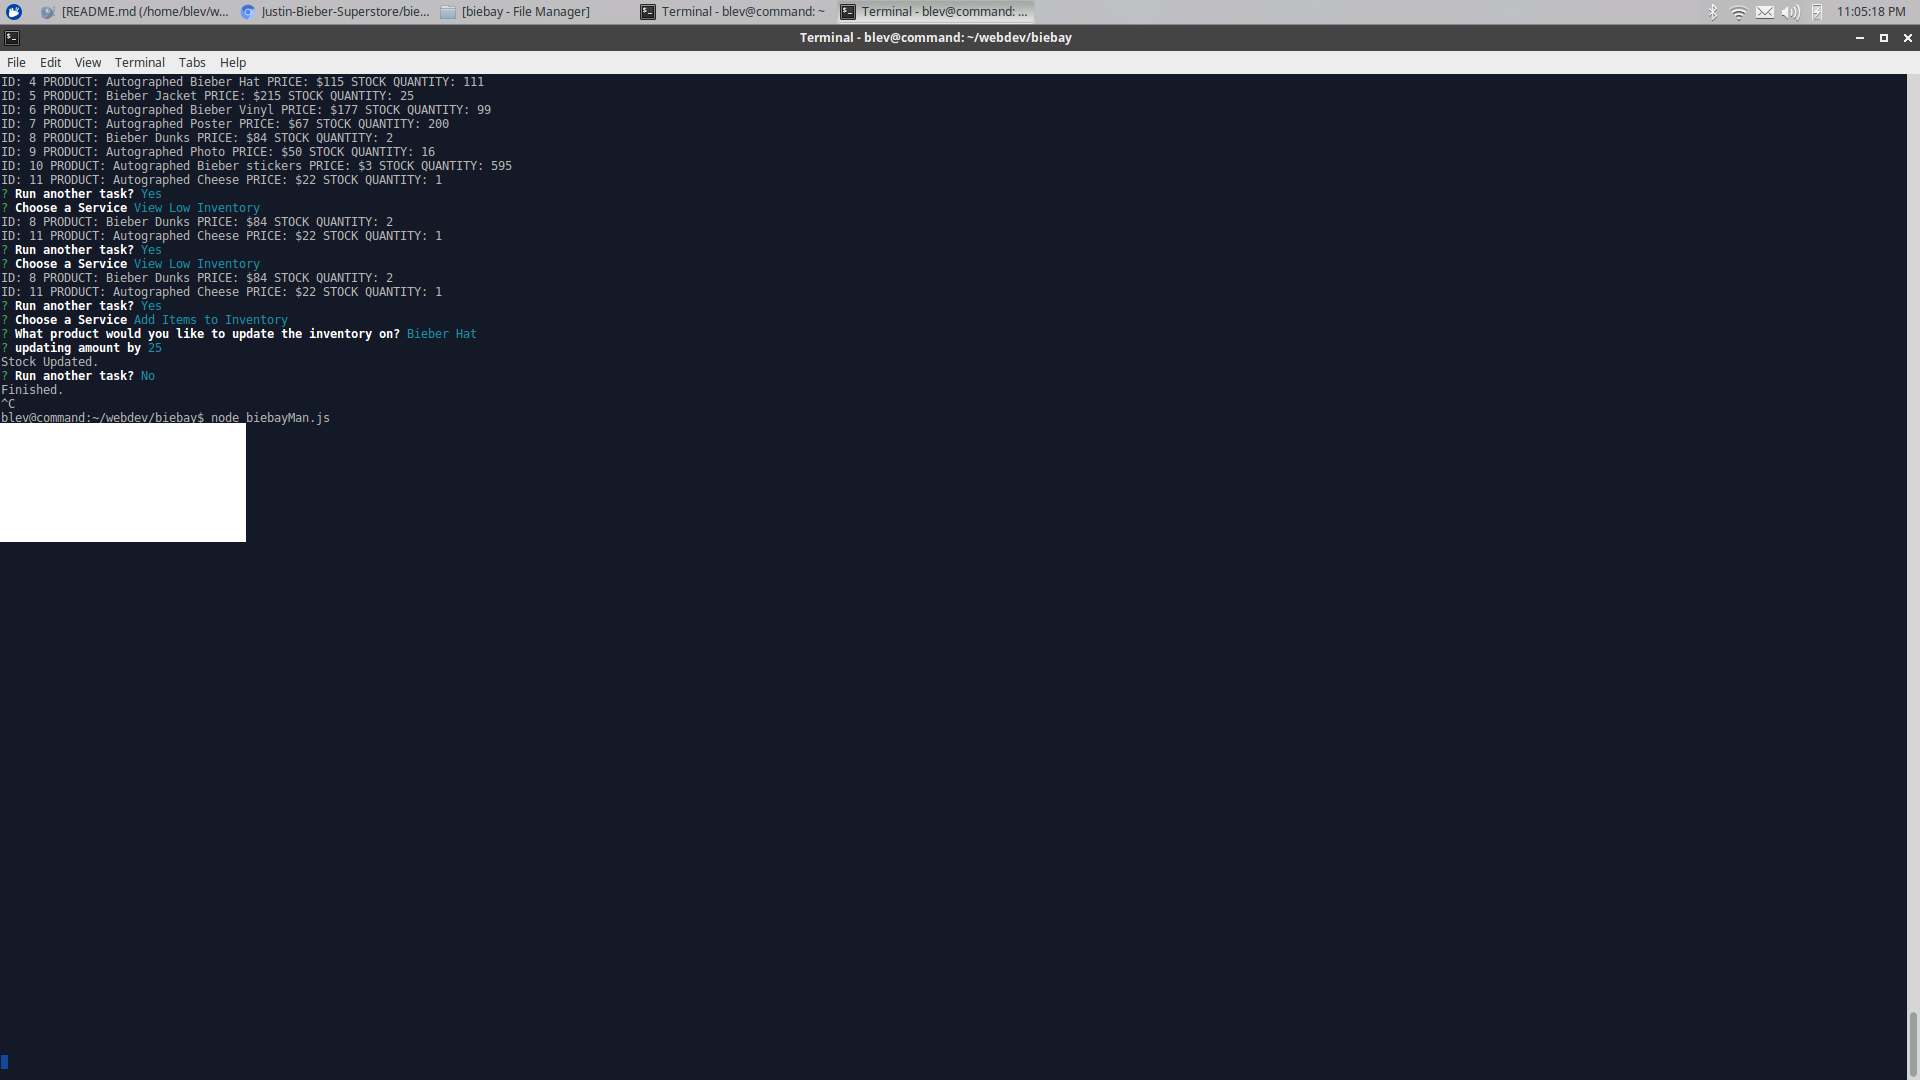 [README.md (/home/blev/w... Justin-Bieber-Superstore/bie... [biebay - File Manager] Terminal - blev@command: ~ Terminal - blev@command: ... 11:05:18 PM
Terminal - blev@command: ~/webdev/biebay
File Edit View Terminal Tabs Help
ID: 4 PRODUCT: Autographed Bieber Hat PRICE: $115 STOCK QUANTITY: 111
ID: 5 PRODUCT: Bieber Jacket PRICE: $215 STOCK QUANTITY: 25
ID: 6 PRODUCT: Autographed Bieber Vinyl PRICE: $177 STOCK QUANTITY: 99
ID: 7 PRODUCT: Autographed Poster PRICE: $67 STOCK QUANTITY: 200
ID: 8 PRODUCT: Bieber Dunks PRICE: $84 STOCK QUANTITY: 2
ID: 9 PRODUCT: Autographed Photo PRICE: $50 STOCK QUANTITY: 16
ID: 10 PRODUCT: Autographed Bieber stickers PRICE: $3 STOCK QUANTITY: 595
ID: 11 PRODUCT: Autographed Cheese PRICE: $22 STOCK QUANTITY: 1
? Run another task? Yes
? Choose a Service View Low Inventory
ID: 8 PRODUCT: Bieber Dunks PRICE: $84 STOCK QUANTITY: 2
ID: 11 PRODUCT: Autographed Cheese PRICE: $22 STOCK QUANTITY: 1
? Run another task? Yes
? Choose a Service View Low Inventory
ID: 8 PRODUCT: Bieber Dunks PRICE: $84 STOCK QUANTITY: 2
ID: 11 PRODUCT: Autographed Cheese PRICE: $22 STOCK QUANTITY: 1
? Run another task? Yes
? Choose a Service Add Items to Inventory
? What product would you like to update the inventory on? Bieber Hat
? updating amount by 25
Stock Updated.
? Run another task? No
Finished.
^C
blev@command:~/webdev/biebay$ node biebayMan.js